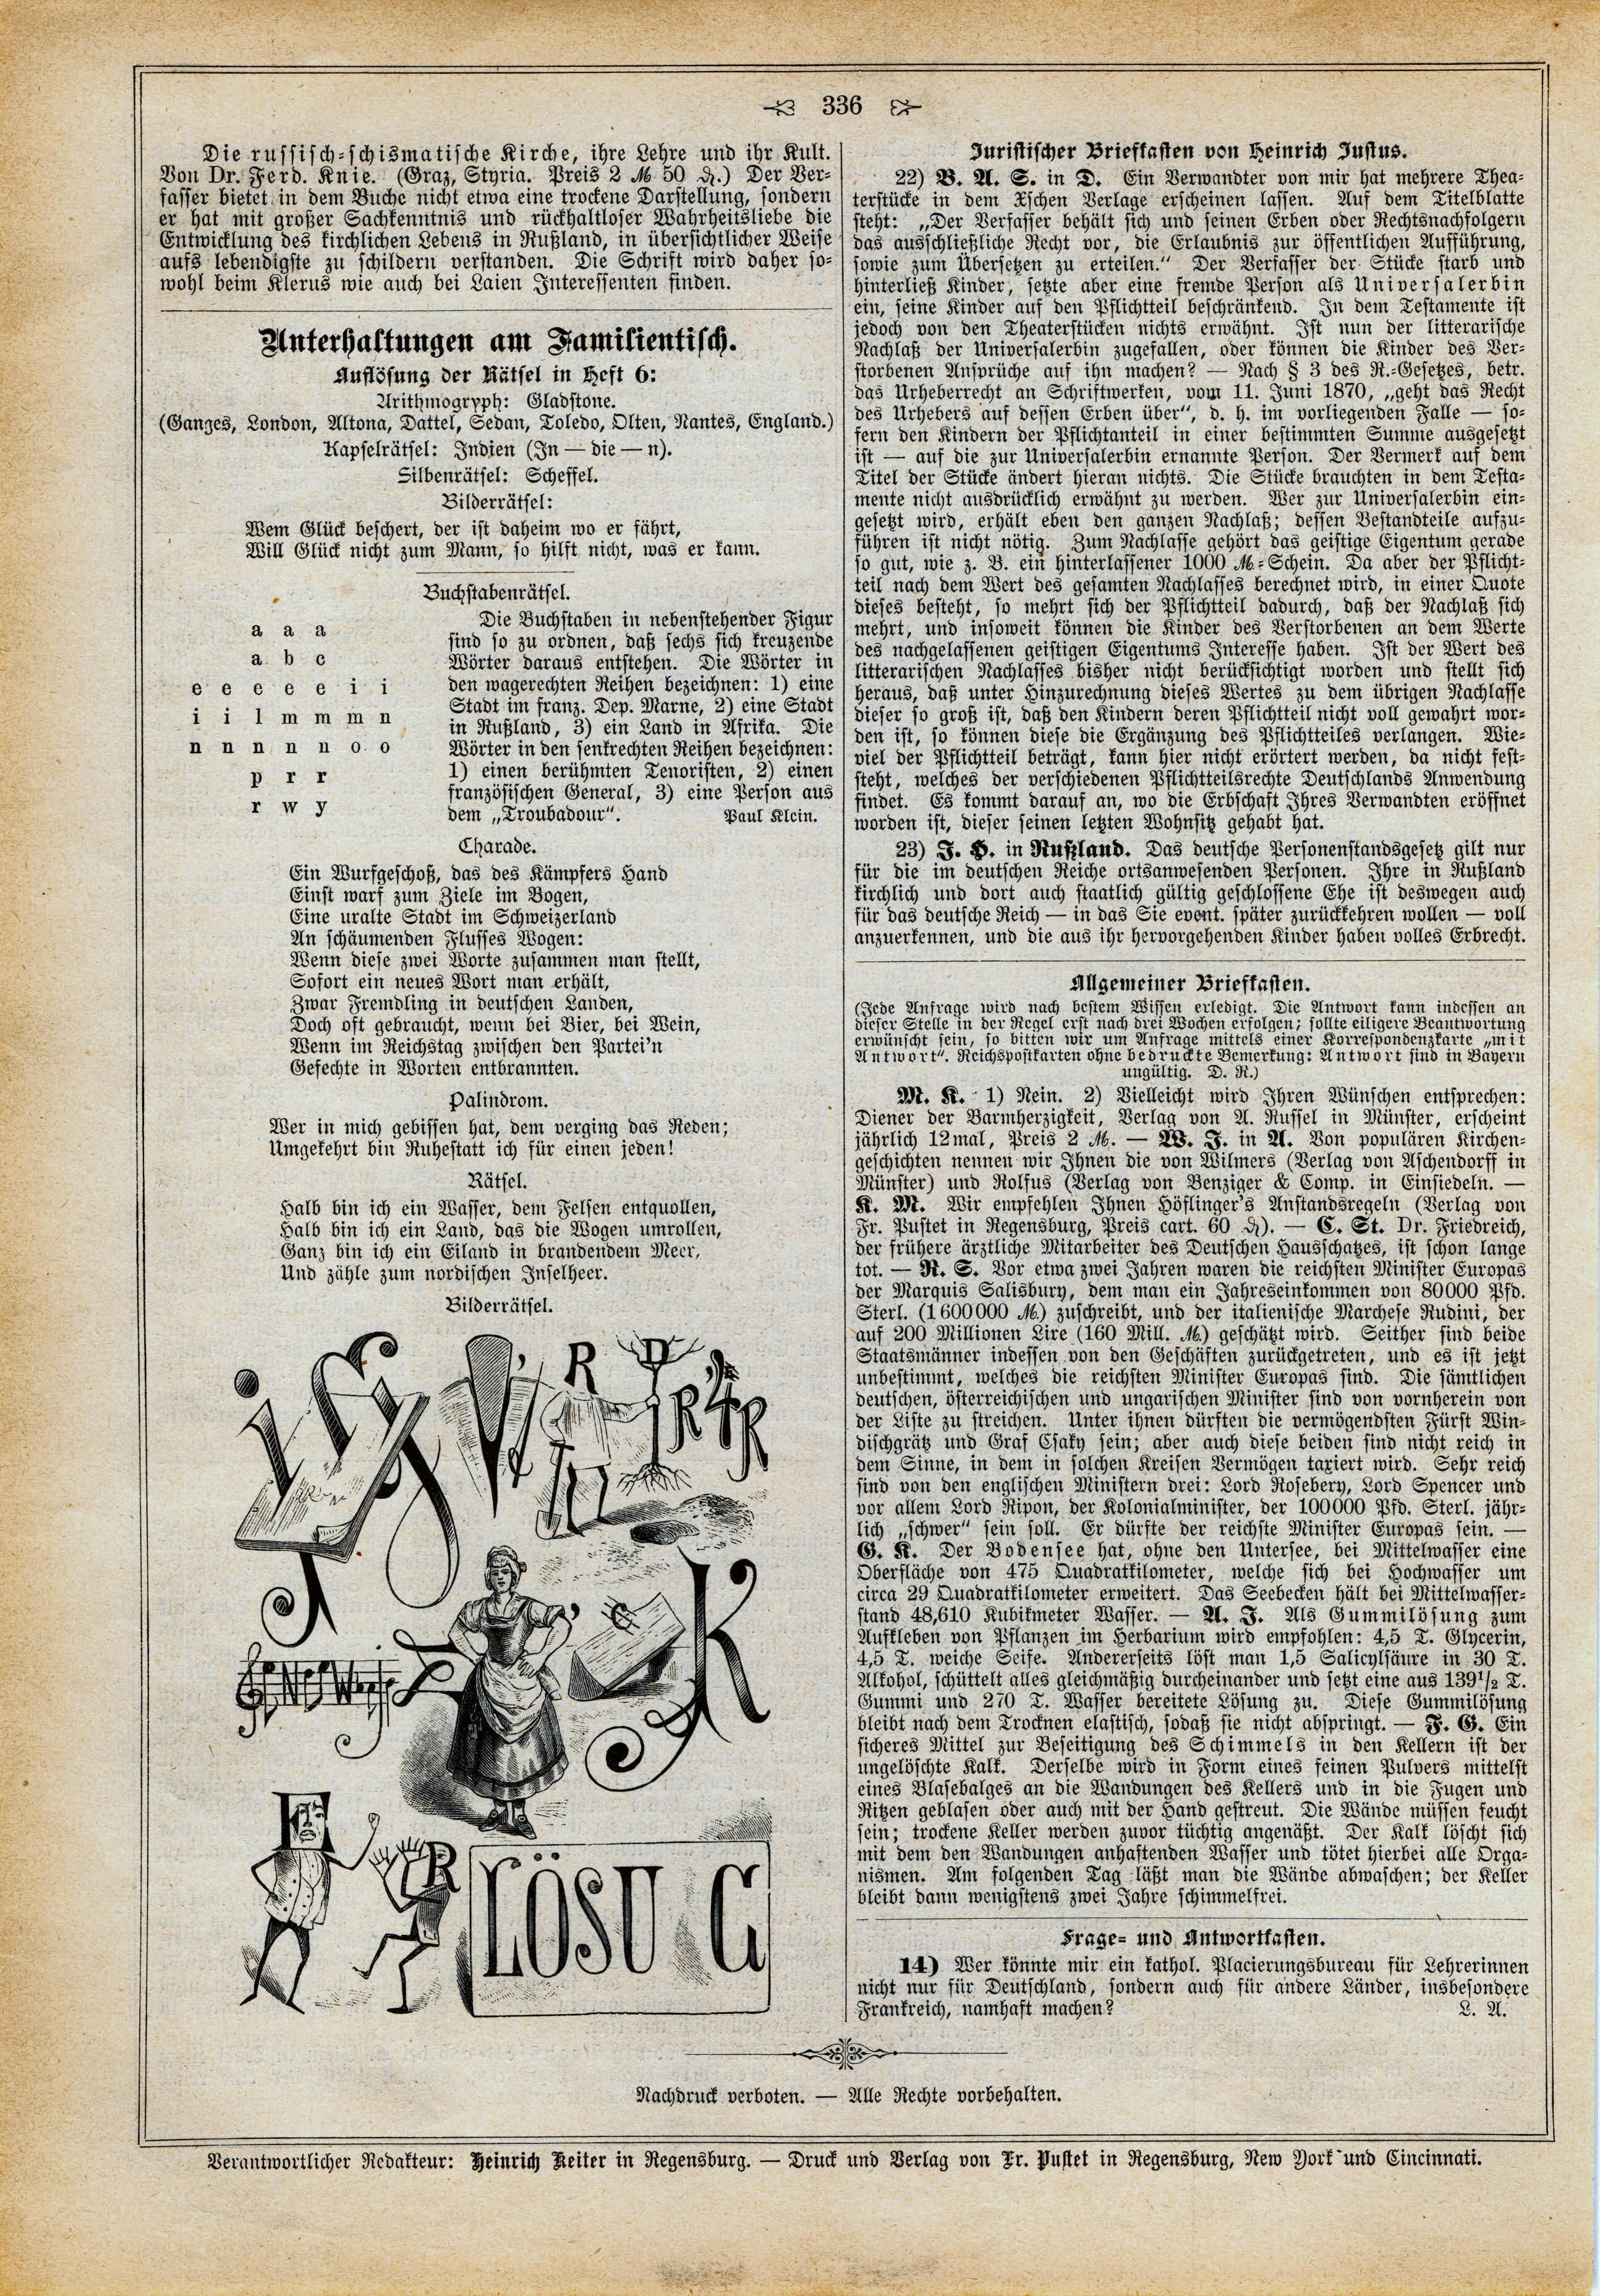 336
Die russisch-schismatische Kirche, ihre Lehre und ihr Kult.
Von Dr. Ferd. Knie. (Graz, Styria. Preis 2 ℳ 50 ₰.) Der Ver-
fasser bietet in dem Buche nicht etwa eine trockene Darstellung, sondern
er hat mit großer Sachkenntnis und rückhaltloser Wahrheitsliebe die
Entwicklung des kirchlichen Lebens in Rußland, in übersichtlicher Weise
aufs lebendigste zu schildern verstanden. Die Schrift wird daher so-
wohl beim Klerus wie auch bei Laien Interessenten finden.
Unterhaltungen am Familientisch.
Auflösung der Rätsel in Heft 6:
Arithmogryph: Gladstone.
(Ganges, London, Altona, Dattel, Sedan, Toledo, Olten, Nantes, England.)
Kapselrätsel: Indien (In — die — n).
Silbenrätsel: Scheffel.
Bilderrätsel:
Wem Glück beschert, der ist daheim wo er fährt,
Will Glück nicht zum Mann, so hilft nicht, was er kann.
Buchstabenrätsel.
a a a
a b c
e e e e e i i
i i l m m m n
n n n n n o o
p r r
r w y
Die Buchstaben in nebenstehender Figur
sind so zu ordnen, daß sechs sich kreuzende
Wörter daraus entstehen. Die Wörter in
den wagerechten Reihen bezeichnen: 1) eine
Stadt im franz. Dep. Marne, 2) eine Stadt
in Rußland, 3) ein Land in Afrika. Die
Wörter in den senkrechten Reihen bezeichnen:
1) einen berühmten Tenoristen, 2) einen
französischen General, 3) eine Person aus
dem „Troubadour“. Paul Klein.
Charade.
Ein Wurfgeschoß, das des Kämpfers Hand
Einst warf zum Ziele im Bogen,
Eine uralte Stadt im Schweizerland
An schäumenden Flusses Wogen:
Wenn diese zwei Worte zusammen man stellt,
Sofort ein neues Wort man erhält,
Zwar Fremdling in deutschen Landen,
Doch oft gebraucht, wenn bei Bier, bei Wein,
Wenn im Reichstag zwischen den Partei'n
Gefechte in Worten entbrannten.
Palindrom.
Wer in mich gebissen hat, dem verging das Reden;
Umgekehrt bin Ruhestatt ich für einen jeden!
Rätsel.
Halb bin ich ein Wasser, dem Felsen entquollen,
Halb bin ich ein Land, das die Wogen umrollen,
Ganz bin ich ein Eiland in brandendem Meer,
Und zähle zum nordischen Inselheer.
Bilderrätsel.
R
K
R
LÖSU G
Juristischer Briefkasten von Heinrich Justus.
22) B. A. S. in D. Ein Verwandter von mir hat mehrere Thea-
terstücke in dem Xschen Verlage erscheinen lassen. Auf dem Titelblatte
steht: „Der Verfasser behält sich und seinen Erben oder Rechtsnachfolgern
das ausschließliche Recht vor, die Erlaubnis zur öffentlichen Aufführung,
sowie zum Übersetzen zu erteilen.“ Der Verfasser der Stücke starb und
hinterließ Kinder, setzte aber eine fremde Person als Universalerbin
ein, seine Kinder auf den Pflichtteil beschränkend. In dem Testamente ist
jedoch von den Theaterstücken nichts erwähnt. Ist nun der litterarische
Nachlaß der Universalerbin zugefallen, oder können die Kinder des Ver-
storbenen Ansprüche auf ihn machen? — Nach § 3 des R.-Gesetzes, betr.
das Urheberrecht an Schriftwerken, vom 11. Juni 1870, „geht das Recht
des Urhebers auf dessen Erben über“, d. h. im vorliegenden Falle — so-
fern den Kindern der Pflichtanteil in einer bestimmten Summe ausgesetzt
ist — auf die zur Universalerbin ernannte Person. Der Vermerk auf dem
Titel der Stücke ändert hieran nichts. Die Stücke brauchten in dem Testa-
mente nicht ausdrücklich erwähnt zu werden. Wer zur Universalerbin ein-
gesetzt wird, erhält eben den ganzen Nachlaß; dessen Bestandteile aufzu-
führen ist nicht nötig. Zum Nachlasse gehört das geistige Eigentum gerade
so gut, wie z. B. ein hinterlassener 1000 ℳ-Schein. Da aber der Pflicht-
teil nach dem Wert des gesamten Nachlasses berechnet wird, in einer Quote
dieses besteht, so mehrt sich der Pflichtteil dadurch, daß der Nachlaß sich
mehrt, und insoweit können die Kinder des Verstorbenen an dem Werte
des nachgelassenen geistigen Eigentums Interesse haben. Ist der Wert des
litterarischen Nachlasses bisher nicht berücksichtigt worden und stellt sich
heraus, daß unter Hinzurechnung dieses Wertes zu dem übrigen Nachlasse
dieser so groß ist, daß den Kindern deren Pflichtteil nicht voll gewahrt wor-
den ist, so können diese die Ergänzung des Pflichtteiles verlangen. Wie-
viel der Pflichtteil beträgt, kann hier nicht erörtert werden, da nicht fest-
steht, welches der verschiedenen Pflichtteilsrechte Deutschlands Anwendung
findet. Es kommt darauf an, wo die Erbschaft Ihres Verwandten eröffnet
worden ist, dieser seinen letzten Wohnsitz gehabt hat.
23) J. H. in Rußland. Das deutsche Personenstandsgesetz gilt nur
für die im deutschen Reiche ortsanwesenden Personen. Ihre in Rußland
kirchlich und dort auch staatlich gültig geschlossene Ehe ist deswegen auch
für das deutsche Reich — in das Sie event. später zurückkehren wollen — voll
anzuerkennen, und die aus ihr hervorgehenden Kinder haben volles Erbrecht.
Allgemeiner Briefkasten.
(Jede Anfrage wird nach bestem Wissen erledigt. Die Antwort kann indessen an
dieser Stelle in der Regel erst nach drei Wochen erfolgen; sollte eiligere Beantwortung
erwünscht sein, so bitten wir um Anfrage mittels einer Korrespondenzkarte „mit
Antwort“. Reichspostkarten ohne bedruckte Bemerkung: Antwort sind in Bayern
ungültig. D. R.)
M. K. 1) Nein. 2) Vielleicht wird Ihren Wünschen entsprechen:
Diener der Barmherzigkeit, Verlag von A. Russel in Münster, erscheint
jährlich 12mal, Preis 2 ℳ. — W. J. in A. Von populären Kirchen-
geschichten nennen wir Ihnen die von Wilmers (Verlag von Aschendorff in
Münster) und Rolfus (Verlag von Benziger & Comp. in Einsiedeln. —
K. M. Wir empfehlen Ihnen Höflinger's Anstandsregeln (Verlag von
Fr. Pustet in Regensburg, Preis cart. 60 ₰). — C. St. Dr. Friedreich,
der frühere ärztliche Mitarbeiter des Deutschen Hausschatzes, ist schon lange
tot. — R. S. Vor etwa zwei Jahren waren die reichsten Minister Europas
der Marquis Salisbury, dem man ein Jahreseinkommen von 80000 Pfd.
Sterl. (1600000 ℳ) zuschreibt, und der italienische Marchese Rudini, der
auf 200 Millionen Lire (160 Mill. ℳ) geschätzt wird. Seither sind beide
Staatsmänner indessen von den Geschäften zurückgetreten, und es ist jetzt
unbestimmt, welches die reichsten Minister Europas sind. Die sämtlichen
deutschen, österreichischen und ungarischen Minister sind von vornherein von
der Liste zu streichen. Unter ihnen dürften die vermögendsten Fürst Win-
dischgrätz und Graf Csaky sein; aber auch diese beiden sind nicht reich in
dem Sinne, in dem in solchen Kreisen Vermögen taxiert wird. Sehr reich
sind von den englischen Ministern drei: Lord Rosebery, Lord Spencer und
vor allem Lord Ripon, der Kolonialminister, der 100000 Pfd. Sterl. jähr-
lich „schwer“ sein soll. Er dürfte der reichste Minister Europas sein. —
G. K. Der Bodensee hat, ohne den Untersee, bei Mittelwasser eine
Oberfläche von 475 Quadratkilometer, welche sich bei Hochwasser um
circa 29 Quadratkilometer erweitert. Das Seebecken hält bei Mittelwasser-
stand 48,610 Kubikmeter Wasser. — A. J. Als Gummilösung zum
Aufkleben von Pflanzen im Herbarium wird empfohlen: 4,5 T. Glycerin,
4,5 T. weiche Seife. Andererseits löst man 1,5 Salicylsäure in 30 T.
Alkohol, schüttelt alles gleichmäßig durcheinander und setzt eine aus 139½ T.
Gummi und 270 T. Wasser bereitete Lösung zu. Diese Gummilösung
bleibt nach dem Trocknen elastisch, sodaß sie nicht abspringt. — F. G. Ein
sicheres Mittel zur Beseitigung des Schimmels in den Kellern ist der
ungelöschte Kalk. Derselbe wird in Form eines feinen Pulvers mittelst
eines Blasebalges an die Wandungen des Kellers und in die Fugen und
Ritzen geblasen oder auch mit der Hand gestreut. Die Wände müssen feucht
sein; trockene Keller werden zuvor tüchtig angenäßt. Der Kalk löscht sich
mit dem den Wandungen anhaftenden Wasser und tötet hierbei alle Orga-
nismen. Am folgenden Tag läßt man die Wände abwaschen; der Keller
bleibt dann wenigstens zwei Jahre schimmelfrei.
Frage- und Antwortkasten.
14) Wer könnte mir ein kathol. Placierungsbureau für Lehrerinnen
nicht nur für Deutschland, sondern auch für andere Länder, insbesondere
Frankreich, namhaft machen? L. A.
Nachdruck verboten. — Alle Rechte vorbehalten.
Verantwortlicher Redakteur: Heinrich Keiter in Regensburg. — Druck und Verlag von Fr. Pustet in Regensburg, New York und Cincinnati.